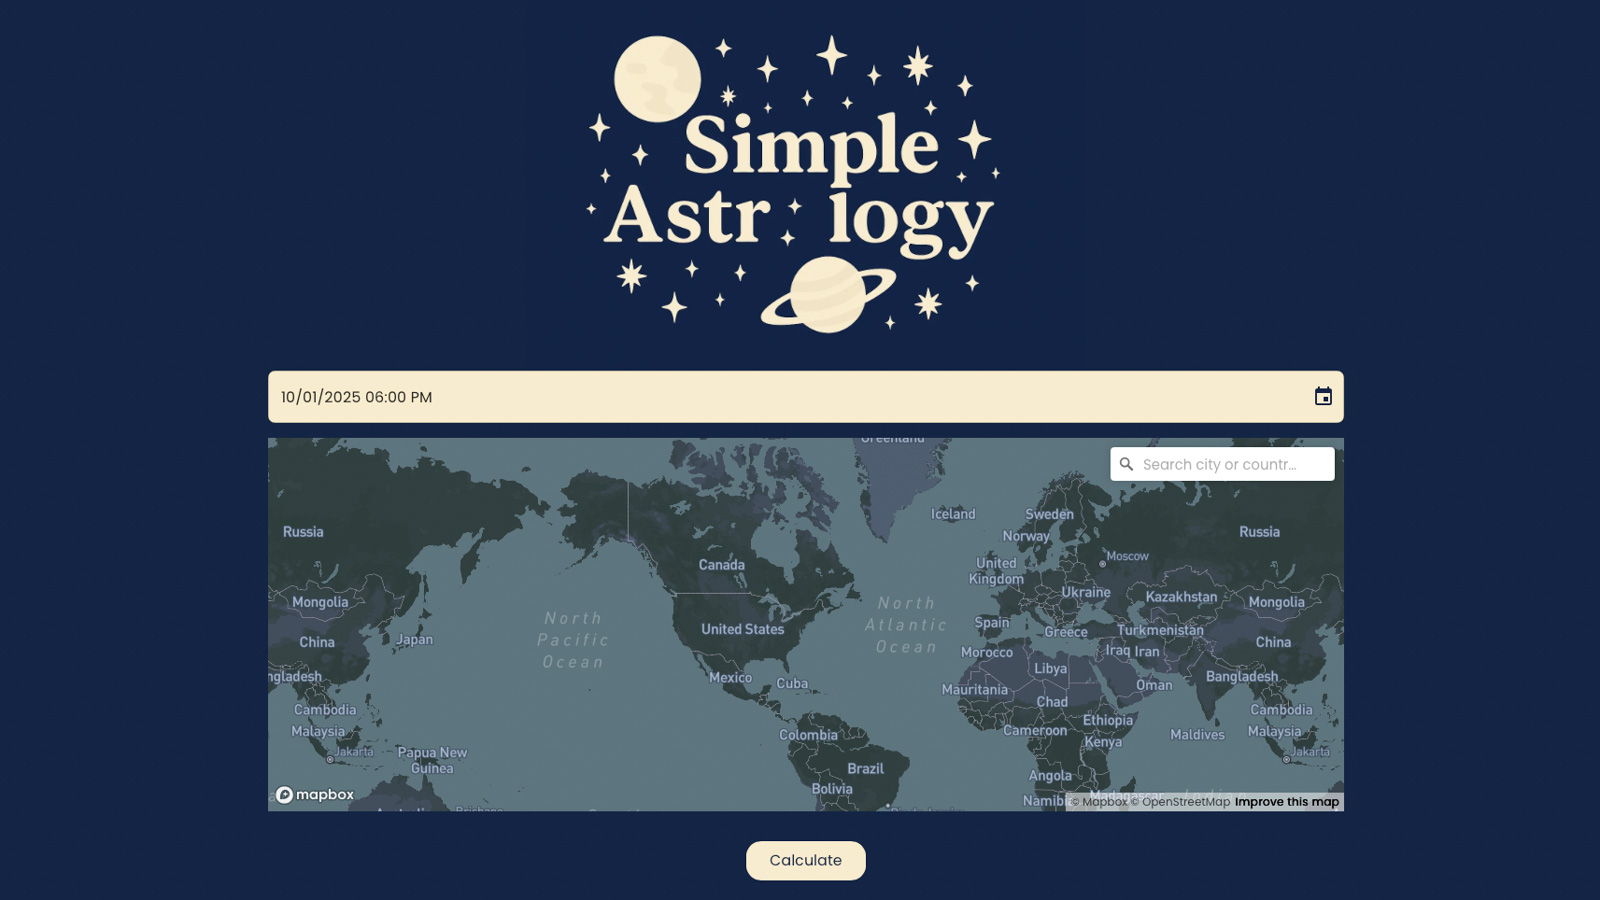 Simple
Astr logy
10/01/2025 06:00 PM
Search city or countr...
Greenland
Iceland
Sweden
Norway
Russia
Russia
Moscow
Canada
United
Kingdom
Ukraine
Kazakhstan
Mongolia
Mongolia
North
Pacific
Ocean
North
Atlantic
Ocean
United States
Spain
Greece
Turkmenistan
China
Japan
China
Morocco
Iraq
Iran
Libya
ngladesh
Mexico
Cuba
Mauritania
Oman
Bangladesh
Chad
Cambodia
Cambodia
Ethiopia
Malaysia
Colombia
Cameroon
Kenya
Maldives
Malaysia
Jakarta
Papua New
Guinea
Jakarta
Brazil
Angola
Bolivia
Namib
Madagascar
mapbox
© Mapbox © OpenStreetMap Improve this map
Calculate